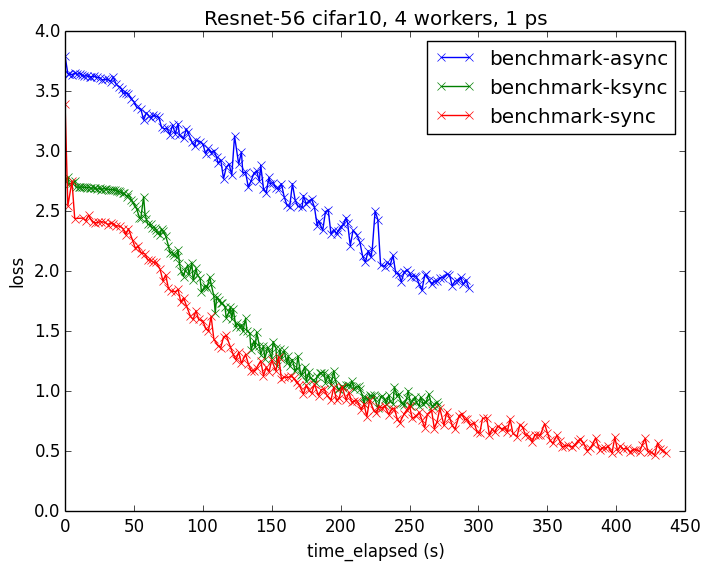 Resnet-56 cifar10, 4 workers, 1 ps
benchmark-async
benchmark-ksync
benchmark-sync
loss
4.0
3.5
3.0
2.5
2.0
1.5
1.0
0.5
0.0
0 50 100 150 200 250 300 350 400 450
time_elapsed (s)